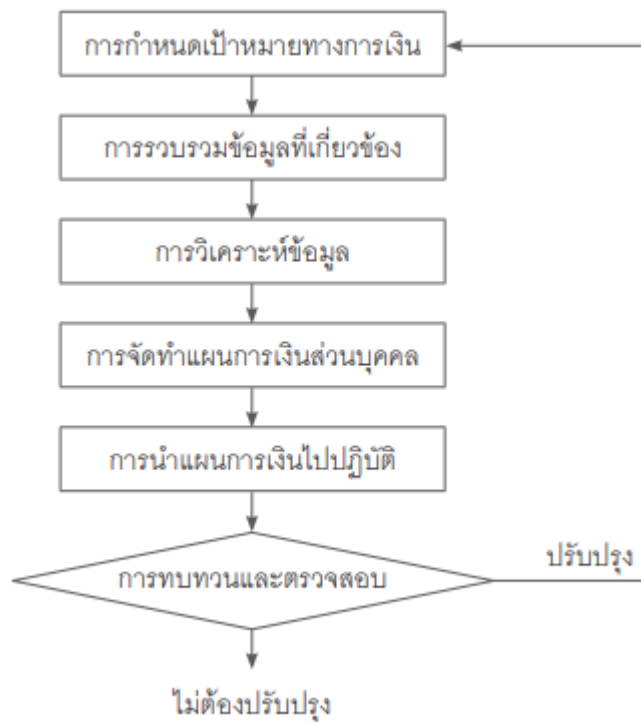 การกำหนดเป้าหมายทางการเงิน
การรวบรวมข้อมูลที่เกี่ยวข้อง
การวิเคราะห์ข้อมูล
การจัดทำแผนการเงินส่วนบุคคล
การนำแผนการเงินไปปฏิบัติ
การทบทวนและตรวจสอบ
ปรับปรุง
ไม่ต้องปรับปรุง